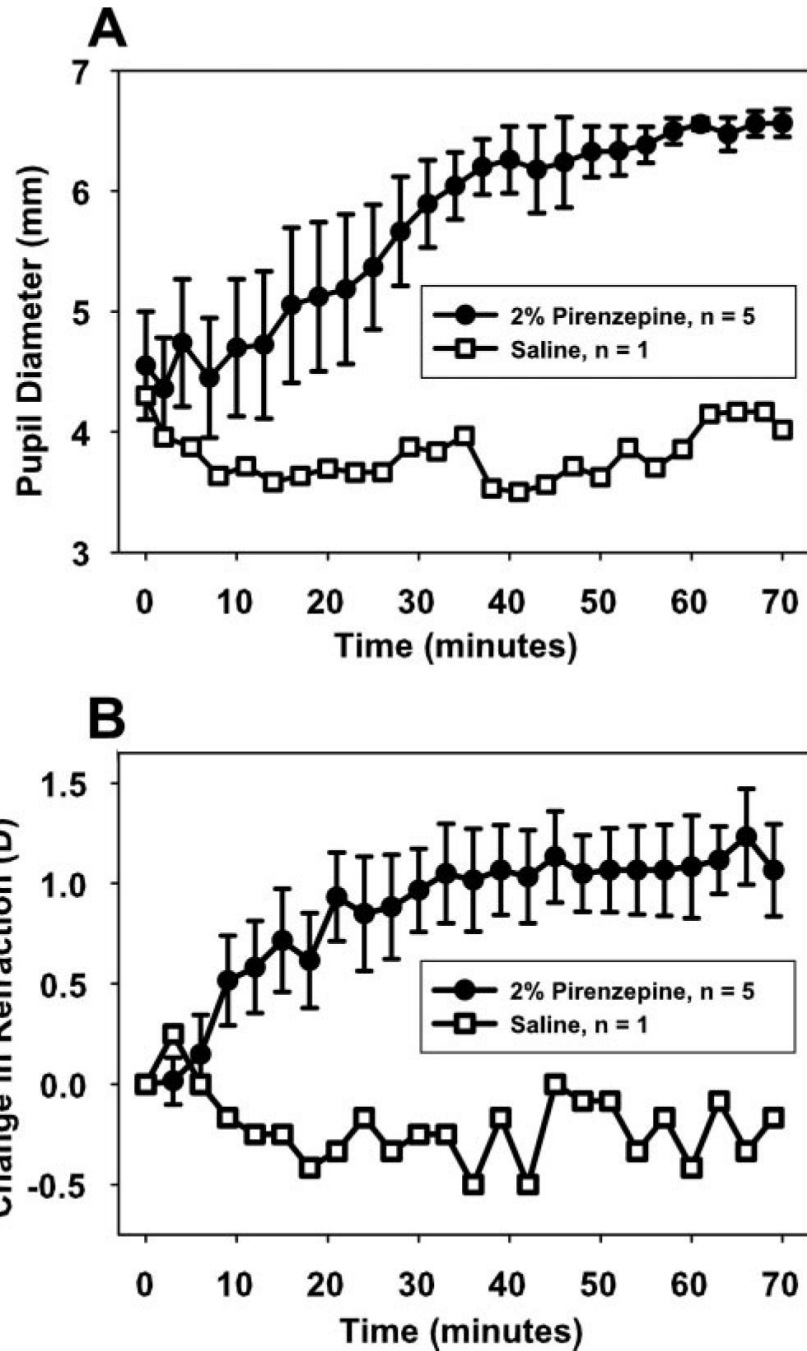 A
7
6
5
4
3
Pupil Diameter (mm)
2% Pirenzepine, n = 5
Saline, n = 1
0 10 20 30 40 50 60 70
Time (minutes)
B
1.5
1.0
0.5
0.0
-0.5
Change in Refraction (D)
2% Pirenzepine, n = 5
Saline, n = 1
0 10 20 30 40 50 60 70
Time (minutes)